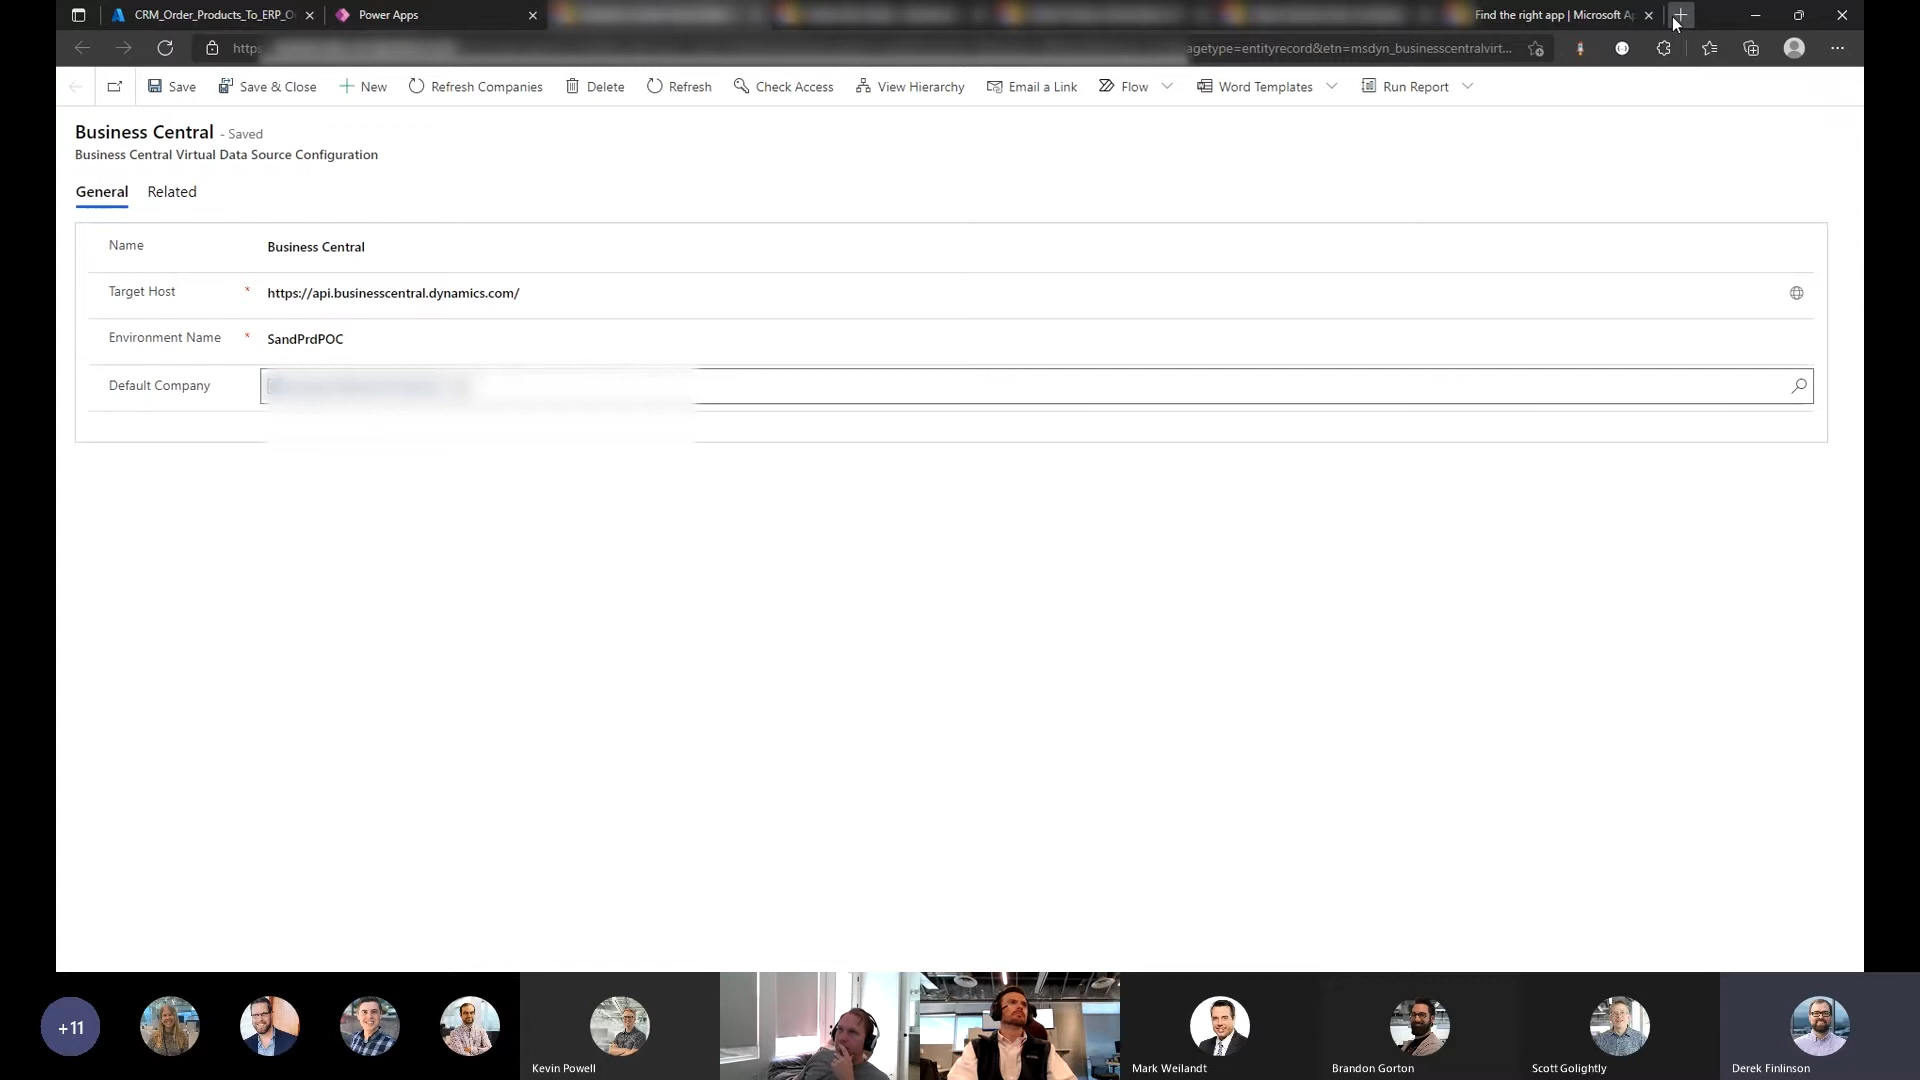 CRM_Order_Products_To_ERP_O
Power Apps
Find the right app | Microsoft Ap
https
agetype=entityrecord&etn=msdyn_businesscentralvirt...
Save
Save & Close
New
Refresh Companies
Delete
Refresh
Check Access
View Hierarchy
Email a Link
Flow
Word Templates
Run Report
Business Central - Saved
Business Central Virtual Data Source Configuration
General
Related
Name
Business Central
Target Host *
https://api.businesscentral.dynamics.com/
Environment Name *
SandPrdPOC
Default Company
+11
Kevin Powell
Mark Weilandt
Brandon Gorton
Scott Golightly
Derek Finlinson